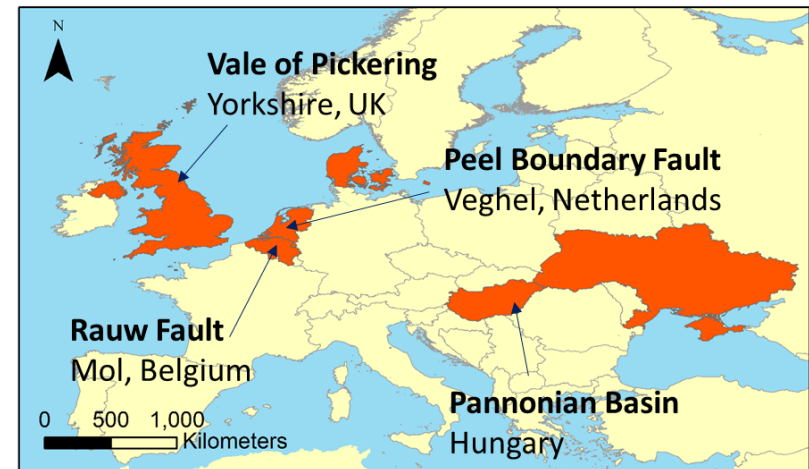 N
Vale of Pickering
Yorkshire, UK
Peel Boundary Fault
Veghel, Netherlands
Rauw Fault
Mol, Belgium
Pannonian Basin
Hungary
0 500 1,000
Kilometers